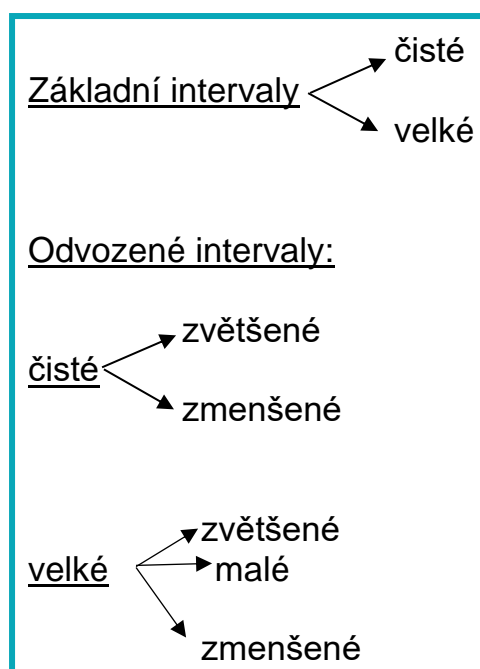 čisté
Základní intervaly
velké
Odvozené intervaly:
zvětšené
čisté
zmenšené
zvětšené
velké malé
zmenšené